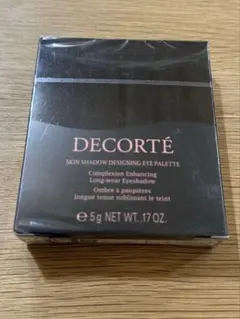 DECORTÉ
SKIN SHADOW DESIGNING EYE PALETTE
Complexion Enhancing
Long-wear Eyeshadow
Ombre à paupières
longue tenue sublimant le teint
℮ 5g NET WT. .17 OZ.